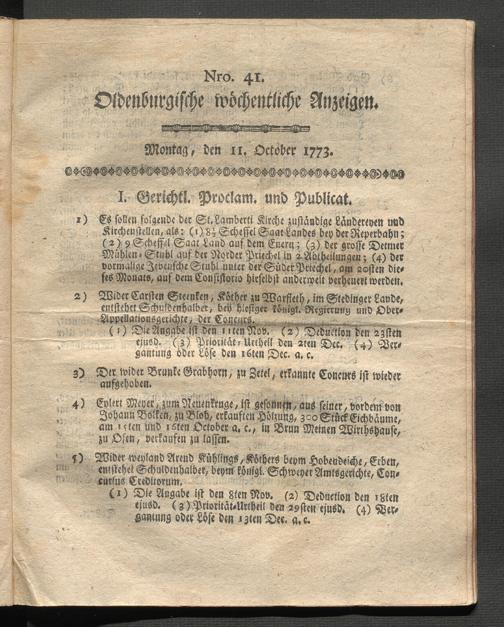 Nro. 41.
Oldenburgische wöchentliche Anzeigen.
Montag, den 11. October 1773.
I. Gerichtl. Proclam. und Publicat.
1) Es sollen folgende der St. Lamberti Kirche zuständige Ländereyen und
Kirchenstellen, als: (1) 8½ Scheffel Saat Landes bey der Reperbahn;
(2) 9 Scheffel Saat Land auf dem Evern; (3) der grosse Detmer
Mühlen-Stuhl auf der Norder Priechel in 2 Abtheilungen; (4) der
vormalige Jeversche Stuhl unter der Süder Priechel, am 20sten die-
ses Monats, auf dem Consistorio hieselbst anderweit verheuert werden.
2) Wider Carsten Steenken, Köther zu Warfleth, im Stedinger Lande,
entstehet Schuldenhalber, bey hiesiger königl. Regierung und Ober-
Appellationsgerichte, der Concurs.
(1) Die Angabe ist den 11ten Nov. (2) Deduction den 23sten
ejusd. (3) Priorität-Urtheil den 2ten Dec. (4) Ver-
gantung oder Löse den 16ten Dec. a. c.
3) Der wider Brunke Grabhorn, zu Zetel, erkannte Concurs ist wieder
aufgehoben.
4) Eylert Meyer, zum Neuenkruge, ist gesonnen, aus seiner, vordem von
Johann Bolken, zu Bloh, erkauften Hölzung, 300 Stück Eichbäume,
am 15ten und 16ten October a. c., in Brun Meinen Wirthshause,
zu Ofen, verkaufen zu lassen.
5) Wider weyland Arend Kühlings, Köthers beym Hobendeiche, Erben,
entstehet Schuldenhalber, beym königl. Schweyer Amtsgerichte, Con-
cursus Creditorum.
(1) Die Angabe ist den 8ten Nov. (2) Deduction den 18ten
ejusd. (3) Priorität-Urtheil den 29sten ejusd. (4) Ver-
gantung oder Löse den 13ten Dec. a. c.